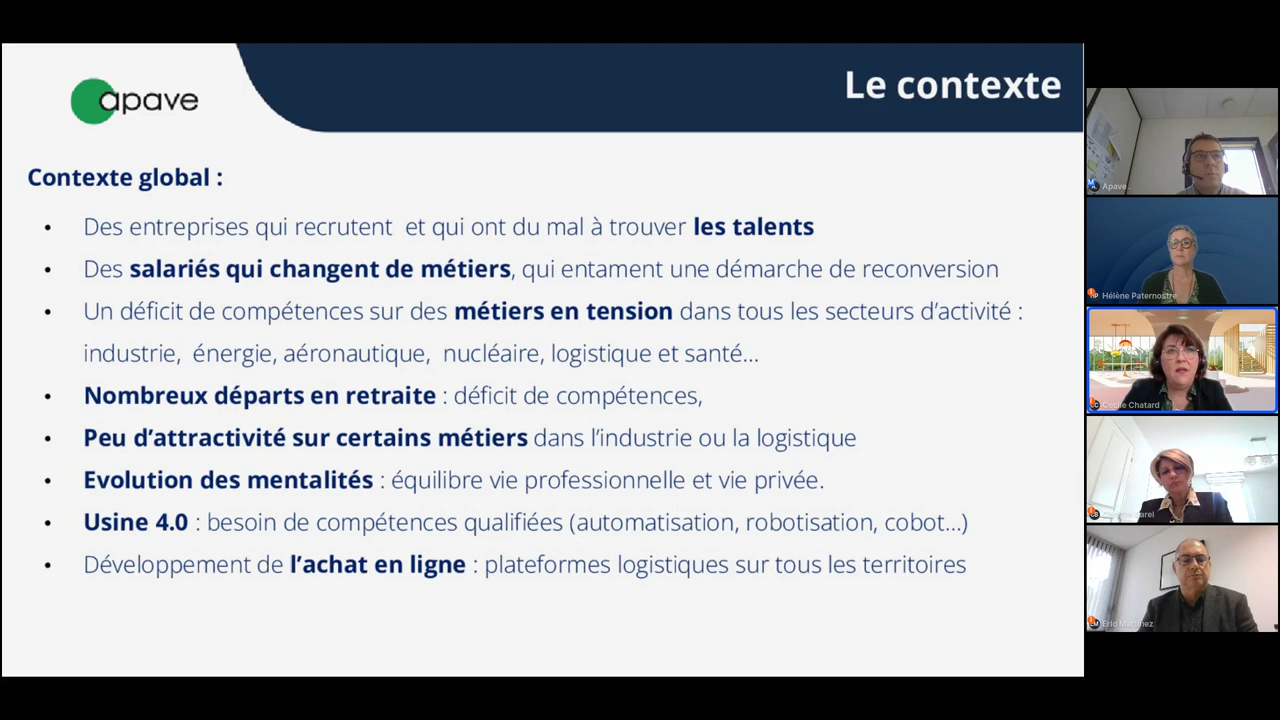 apave
Le contexte
Contexte global :
• Des entreprises qui recrutent et qui ont du mal à trouver les talents
• Des salariés qui changent de métiers, qui entament une démarche de reconversion
• Un déficit de compétences sur des métiers en tension dans tous les secteurs d’activité :
industrie, énergie, aéronautique, nucléaire, logistique et santé...
• Nombreux départs en retraite : déficit de compétences,
• Peu d’attractivité sur certains métiers dans l’industrie ou la logistique
• Evolution des mentalités : équilibre vie professionnelle et vie privée.
• Usine 4.0 : besoin de compétences qualifiées (automatisation, robotisation, cobot...)
• Développement de l’achat en ligne : plateformes logistiques sur tous les territoires
Apave
Hélène Paternostre
Cécile Chatard
Eric Martinez